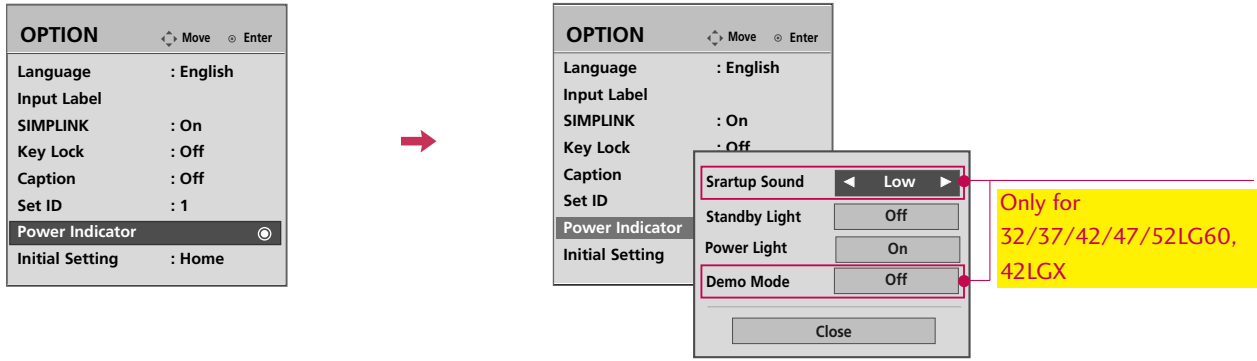 OPTION Move Enter
Language : English
Input Label
SIMPLINK : On
Key Lock : Off
Caption : Off
Set ID : 1
Power Indicator
Initial Setting : Home
OPTION Move Enter
Language : English
Input Label
SIMPLINK : On
Key Lock : Off
Caption
Set ID
Power Indicator
Initial Setting
Srartup Sound ◀ Low ▶
Standby Light Off
Power Light On
Demo Mode Off
Close
Only for
32/37/42/47/52LG60,
42LGX